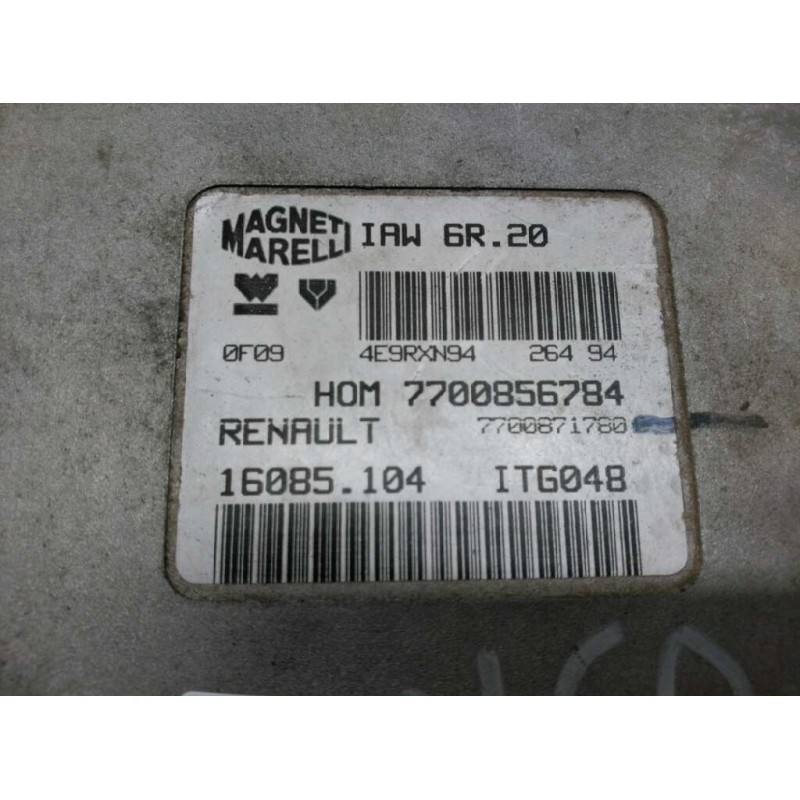 MAGNETI
MARELLI
IAW 6R.20
0F09 4E9RXN94 264 94
HOM 7700856784
RENAULT 7700871780
16085.104 ITG048